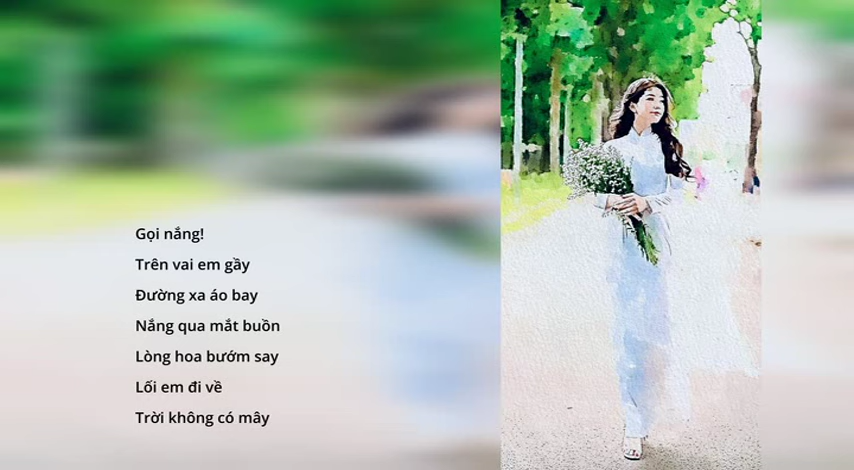 Gọi nắng!
Trên vai em gầy
Đường xa áo bay
Nắng qua mắt buồn
Lòng hoa bướm say
Lối em đi về
Trời không có mây